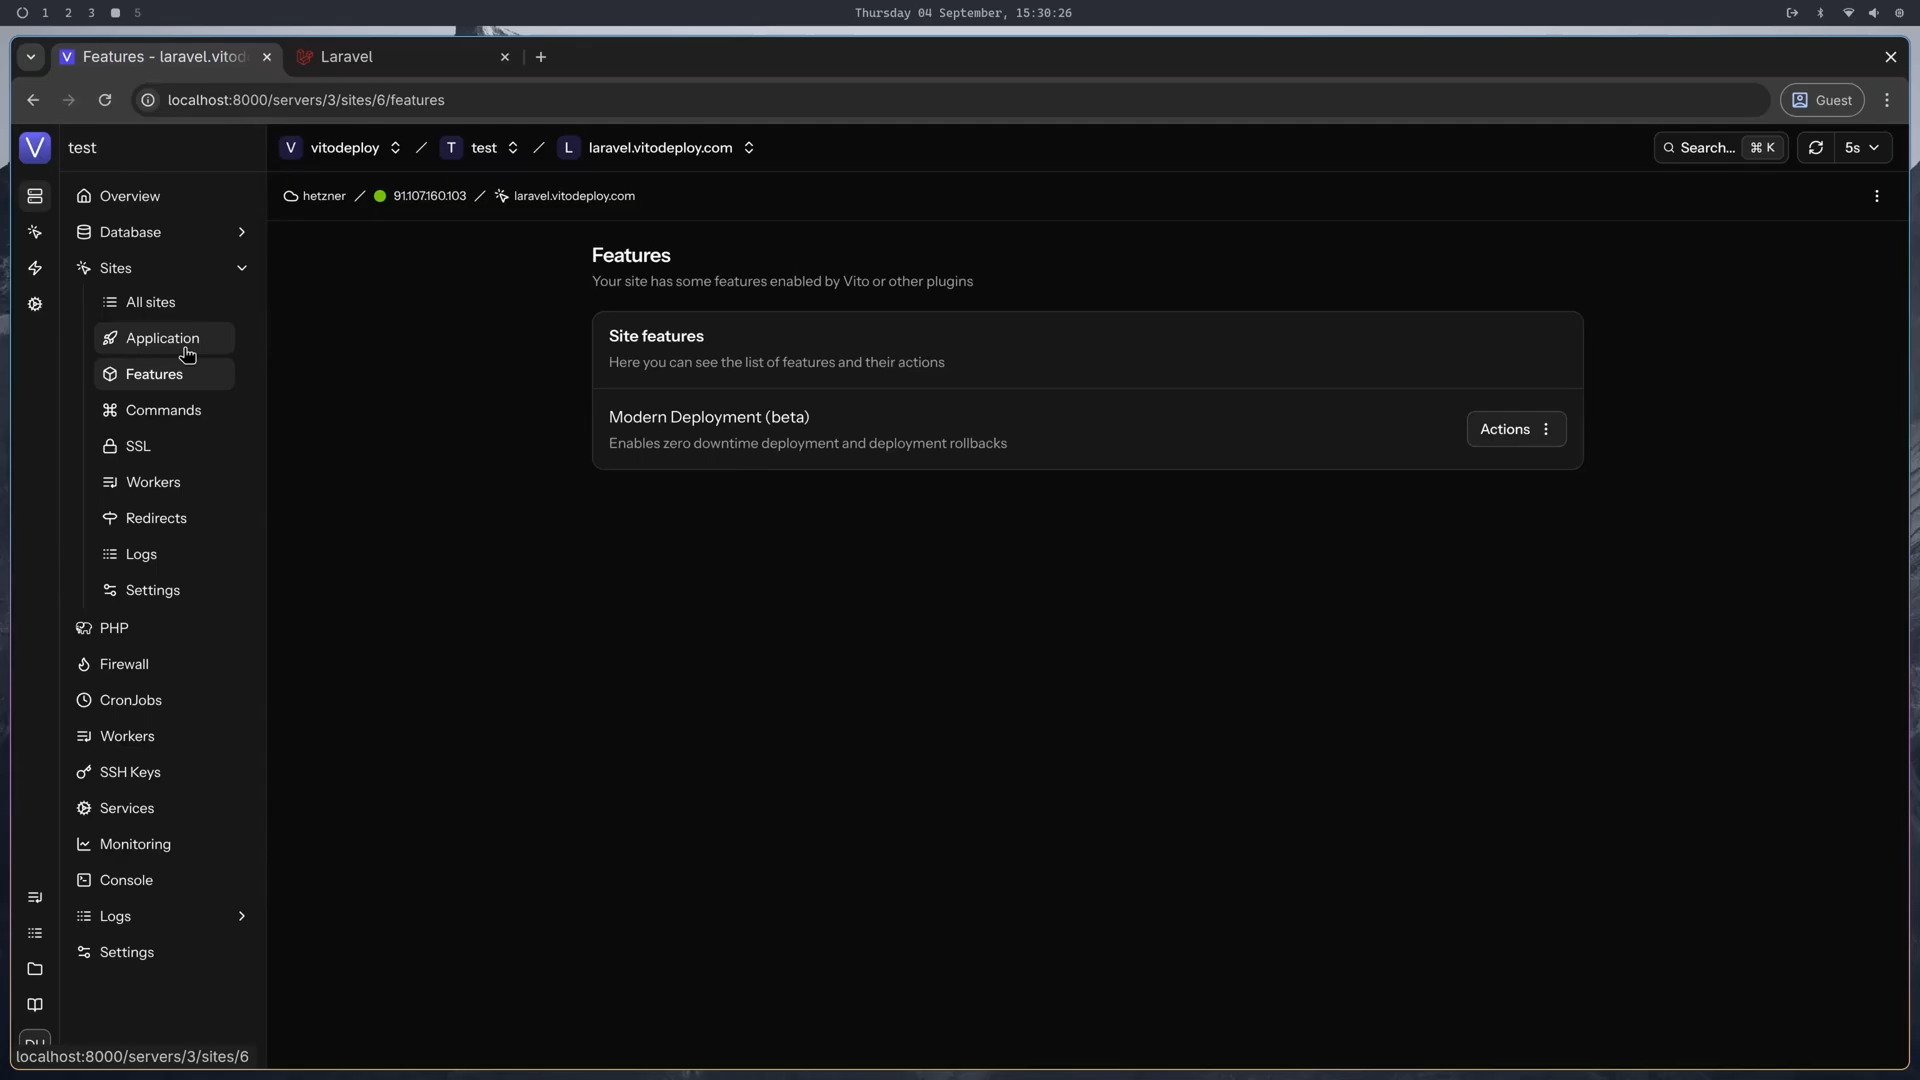 1 2 3 5
Thursday 04 September, 15:30:26
V Features - laravel.vitod
Laravel
localhost:8000/servers/3/sites/6/features
Guest
V test
V vitodeploy / T test / L laravel.vitodeploy.com
Search... ⌘ K
5s
hetzner / 91.107.160.103 / laravel.vitodeploy.com
Overview
Database
Sites
All sites
Application
Features
Commands
SSL
Workers
Redirects
Logs
Settings
PHP
Firewall
CronJobs
Workers
SSH Keys
Services
Monitoring
Console
Logs
Settings
Features
Your site has some features enabled by Vito or other plugins
Site features
Here you can see the list of features and their actions
Modern Deployment (beta)
Enables zero downtime deployment and deployment rollbacks
Actions
localhost:8000/servers/3/sites/6